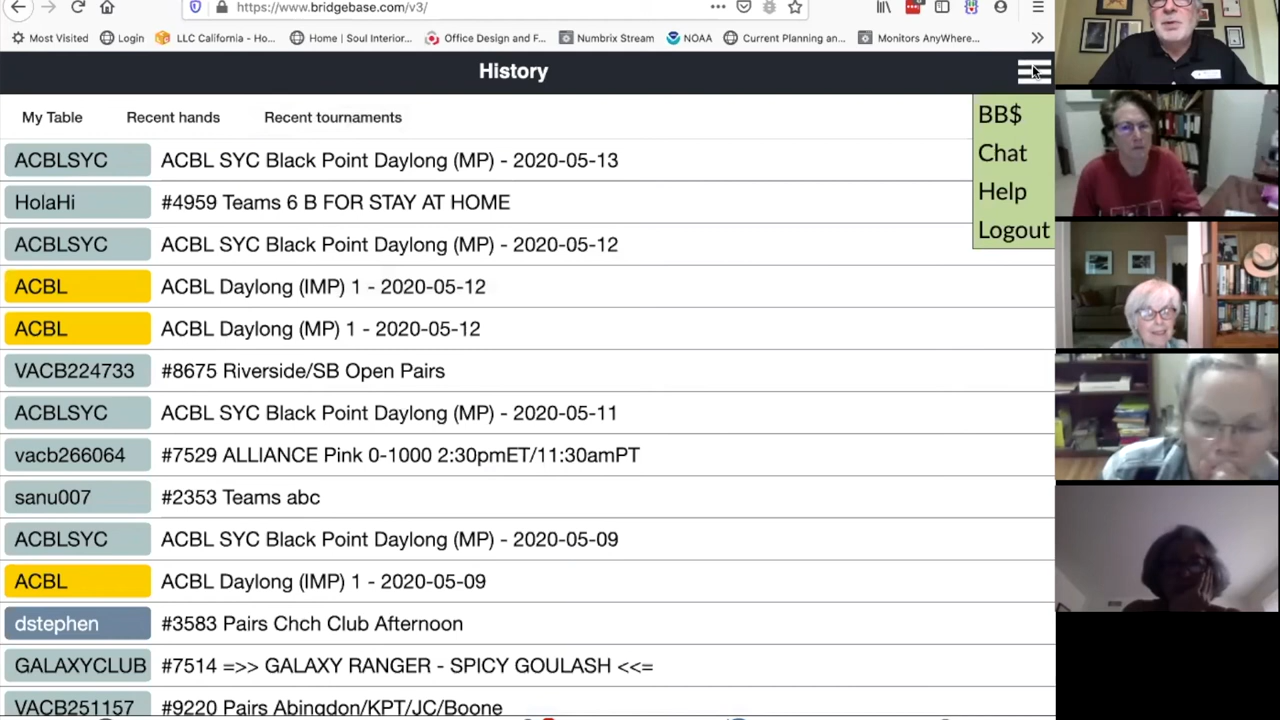 https://www.bridgebase.com/v3/
Most Visited Login LLC California - Ho... Home | Soul Interior... Office Design and F... Numbrix Stream NOAA Current Planning an... Monitors AnyWhere...
History
My Table Recent hands Recent tournaments
BB$
Chat
Help
Logout
ACBLSYC ACBL SYC Black Point Daylong (MP) - 2020-05-13
HolaHi #4959 Teams 6 B FOR STAY AT HOME
ACBLSYC ACBL SYC Black Point Daylong (MP) - 2020-05-12
ACBL ACBL Daylong (IMP) 1 - 2020-05-12
ACBL ACBL Daylong (MP) 1 - 2020-05-12
VACB224733 #8675 Riverside/SB Open Pairs
ACBLSYC ACBL SYC Black Point Daylong (MP) - 2020-05-11
vacb266064 #7529 ALLIANCE Pink 0-1000 2:30pmET/11:30amPT
sanu007 #2353 Teams abc
ACBLSYC ACBL SYC Black Point Daylong (MP) - 2020-05-09
ACBL ACBL Daylong (IMP) 1 - 2020-05-09
dstephen #3583 Pairs Chch Club Afternoon
GALAXYCLUB #7514 =>> GALAXY RANGER - SPICY GOULASH <<=
VACB251157 #9220 Pairs Abingdon/KPT/JC/Boone